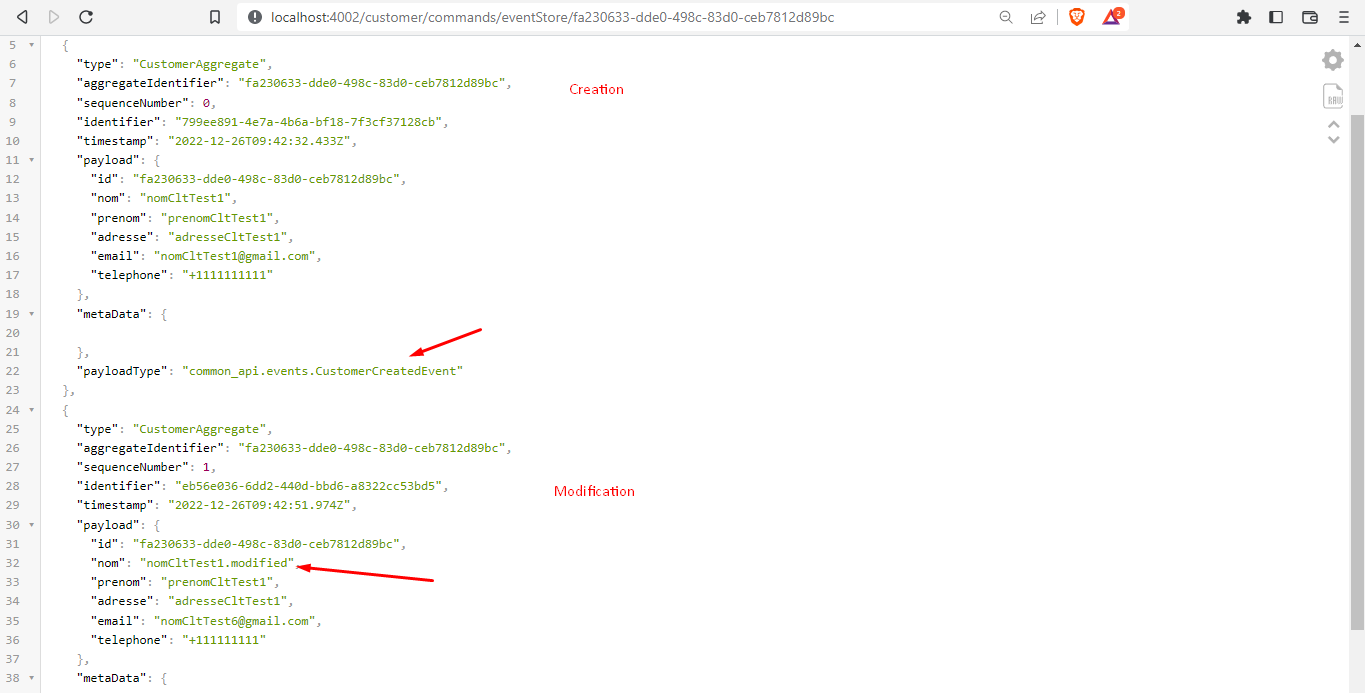 localhost:4002/customer/commands/eventStore/fa230633-dde0-498c-83d0-ceb7812d89bc
2
5 {
6 "type": "CustomerAggregate",
7 "aggregateIdentifier": "fa230633-dde0-498c-83d0-ceb7812d89bc",
Creation
8 "sequenceNumber": 0,
9 "identifier": "799ee891-4e7a-4b6a-bf18-7f3cf37128cb",
10 "timestamp": "2022-12-26T09:42:32.433Z",
11 "payload": {
12 "id": "fa230633-dde0-498c-83d0-ceb7812d89bc",
13 "nom": "nomCltTest1",
14 "prenom": "prenomCltTest1",
15 "adresse": "adresseCltTest1",
16 "email": "nomCltTest1@gmail.com",
17 "telephone": "+1111111111"
18 },
19 "metaData": {
20
21 },
22 "payloadType": "common_api.events.CustomerCreatedEvent"
23 },
24 {
25 "type": "CustomerAggregate",
26 "aggregateIdentifier": "fa230633-dde0-498c-83d0-ceb7812d89bc",
27 "sequenceNumber": 1,
28 "identifier": "eb56e036-6dd2-440d-bbd6-a8322cc53bd5",
Modification
29 "timestamp": "2022-12-26T09:42:51.974Z",
30 "payload": {
31 "id": "fa230633-dde0-498c-83d0-ceb7812d89bc",
32 "nom": "nomCltTest1.modified",
33 "prenom": "prenomCltTest1",
34 "adresse": "adresseCltTest1",
35 "email": "nomCltTest6@gmail.com",
36 "telephone": "+111111111"
37 },
38 "metaData": {
RAW